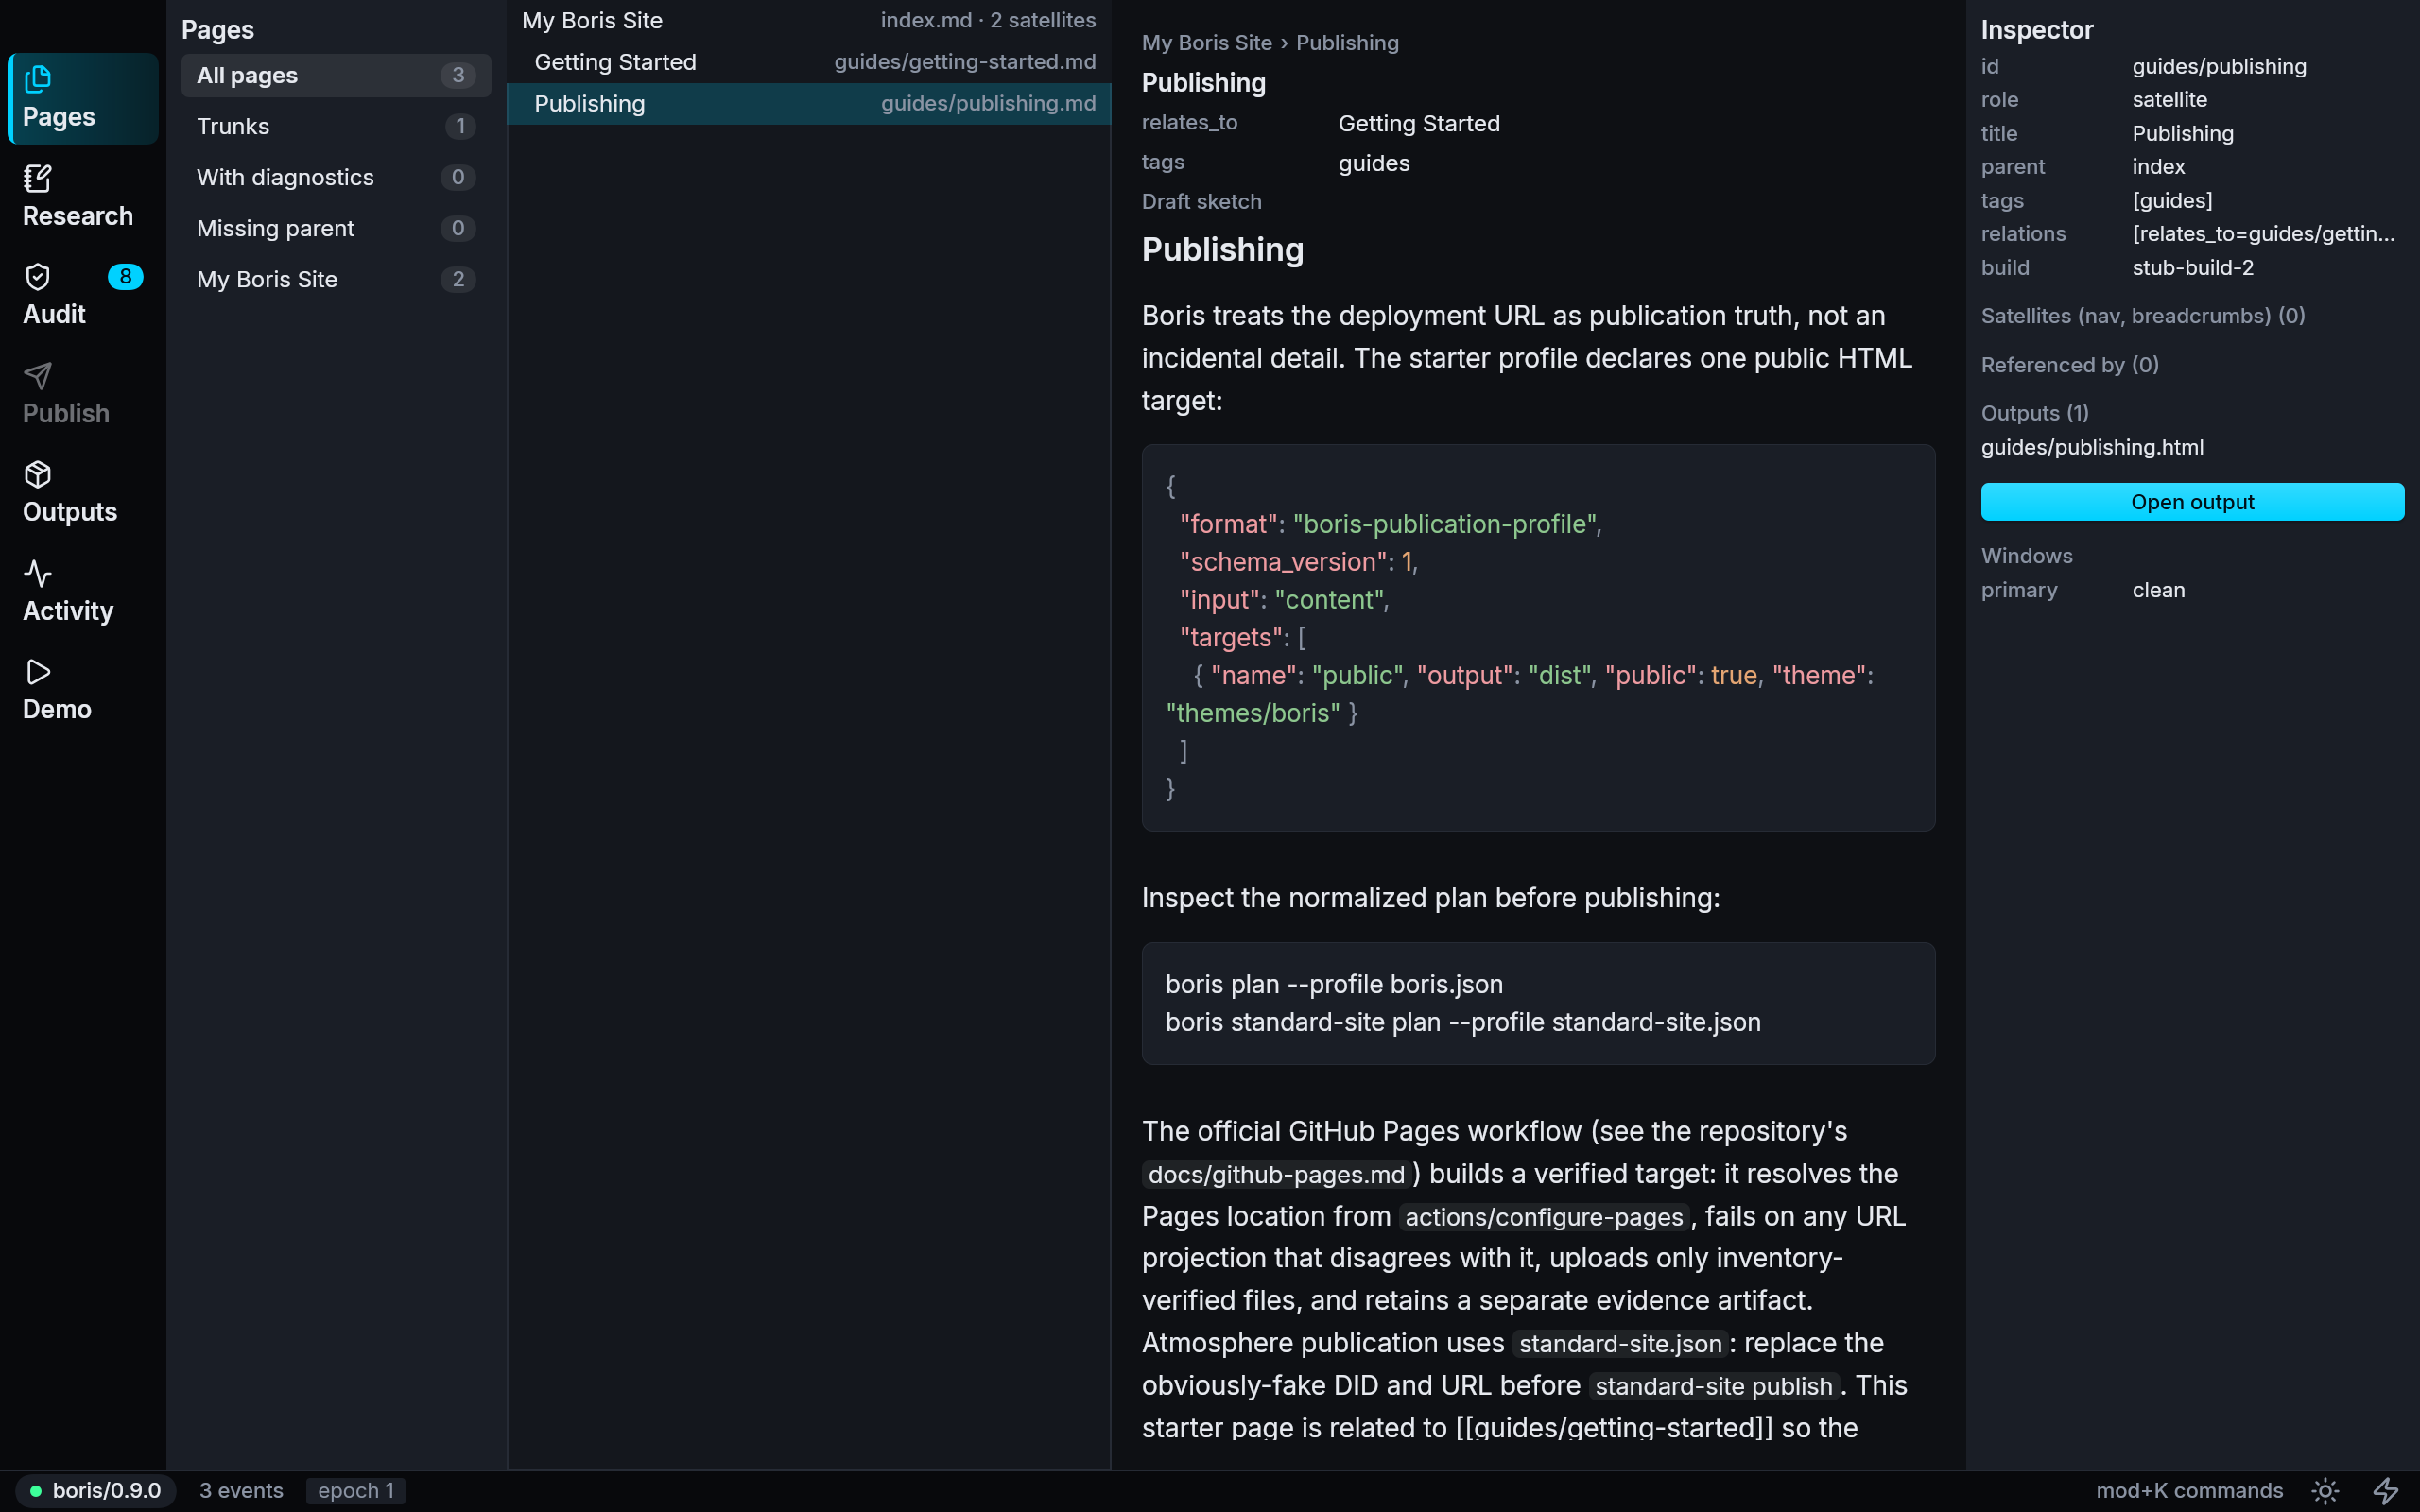 Pages
Research
8
Audit
Publish
Outputs
Activity
Demo
Pages
All pages 3
Trunks 1
With diagnostics 0
Missing parent 0
My Boris Site 2
My Boris Site index.md · 2 satellites
Getting Started guides/getting-started.md
Publishing guides/publishing.md
My Boris Site › Publishing
Publishing
relates_to Getting Started
tags guides
Draft sketch
Publishing
Boris treats the deployment URL as publication truth, not an
incidental detail. The starter profile declares one public HTML
target:
{
"format": "boris-publication-profile",
"schema_version": 1,
"input": "content",
"targets": [
{ "name": "public", "output": "dist", "public": true, "theme":
"themes/boris" }
]
}
Inspect the normalized plan before publishing:
boris plan --profile boris.json
boris standard-site plan --profile standard-site.json
The official GitHub Pages workflow (see the repository's
docs/github-pages.md) builds a verified target: it resolves the
Pages location from actions/configure-pages, fails on any URL
projection that disagrees with it, uploads only inventory-
verified files, and retains a separate evidence artifact.
Atmosphere publication uses standard-site.json: replace the
obviously-fake DID and URL before standard-site publish. This
starter page is related to [[guides/getting-started]] so the
Inspector
id guides/publishing
role satellite
title Publishing
parent index
tags [guides]
relations [relates_to=guides/gettin...
build stub-build-2
Satellites (nav, breadcrumbs) (0)
Referenced by (0)
Outputs (1)
guides/publishing.html
Open output
Windows
primary clean
boris/0.9.0 3 events epoch 1 mod+K commands